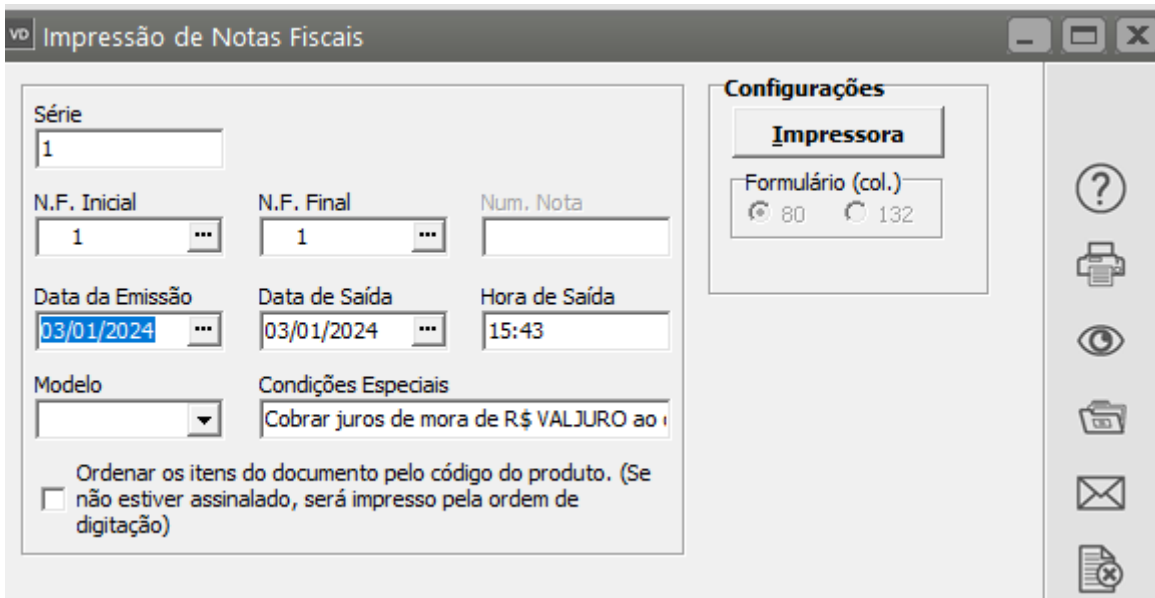 VD Impressão de Notas Fiscais
Série
1
N.F. Inicial N.F. Final Num. Nota
1 ... 1 ...
Data da Emissão Data de Saída Hora de Saída
03/01/2024 ... 03/01/2024 ... 15:43
Modelo Condições Especiais
Cobrar juros de mora de R$ VALJURO ao
Ordenar os itens do documento pelo código do produto. (Se
não estiver assinalado, será impresso pela ordem de
digitação)
Configurações
Impressora
Formulário (col.)
80 132
?